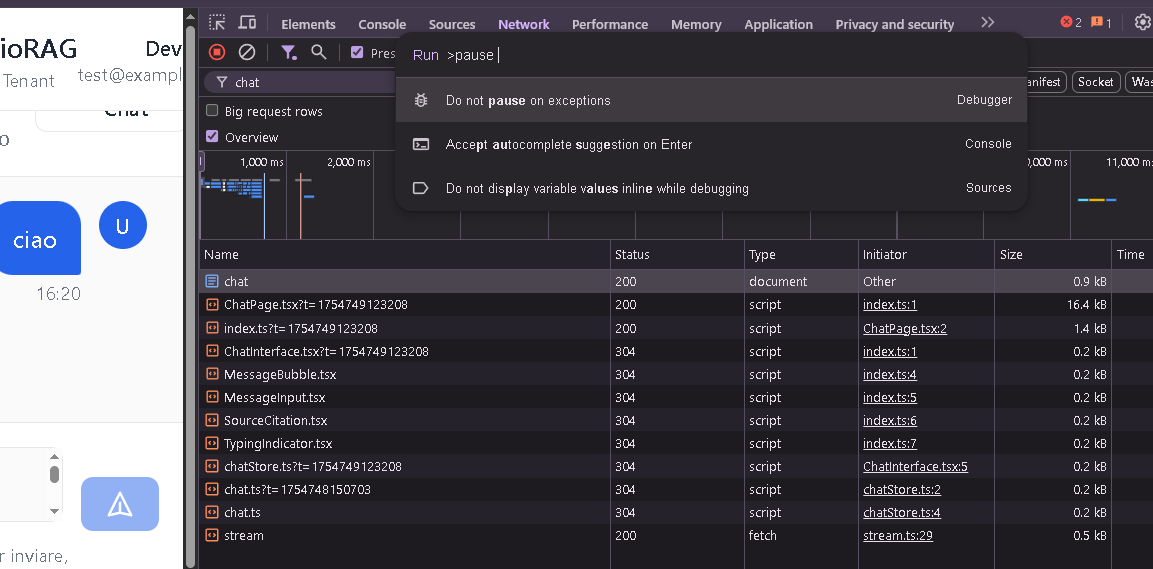 ioRAG
Dev
Tenant
test@exampl
Chat
o
ciao
U
16:20
r inviare,
Elements
Console
Sources
Network
Performance
Memory
Application
Privacy and security
2
1
Pres
chat
anifest
Socket
Was
Run >pause
Do not pause on exceptions
Debugger
Accept autocomplete suggestion on Enter
Console
Do not display variable values inline while debugging
Sources
Big request rows
Overview
1,000 ms
2,000 ms
0,000 ms
11,000 m
Name Status Type Initiator Size Time
chat 200 document Other 0.9 kB
ChatPage.tsx?t=1754749123208 200 script index.ts:1 16.4 kB
index.ts?t=1754749123208 200 script ChatPage.tsx:2 1.4 kB
ChatInterface.tsx?t=1754749123208 304 script index.ts:1 0.2 kB
MessageBubble.tsx 304 script index.ts:4 0.2 kB
MessageInput.tsx 304 script index.ts:5 0.2 kB
SourceCitation.tsx 304 script index.ts:6 0.2 kB
TypingIndicator.tsx 304 script index.ts:7 0.2 kB
chatStore.ts?t=1754749123208 304 script ChatInterface.tsx:5 0.2 kB
chat.ts?t=1754748150703 304 script chatStore.ts:2 0.2 kB
chat.ts 304 script chatStore.ts:4 0.2 kB
stream 200 fetch stream.ts:29 0.5 kB